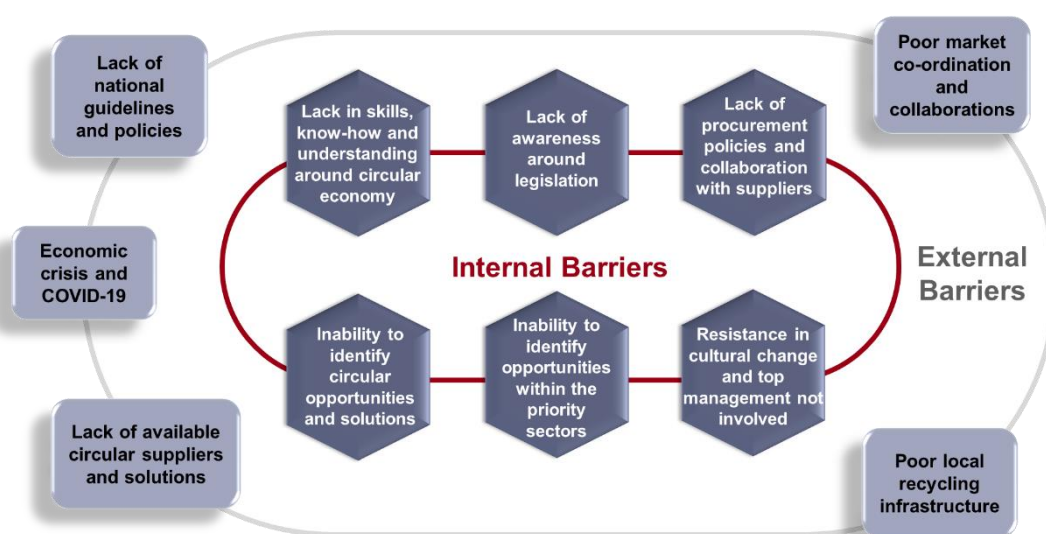 Lack of
national
guidelines
and policies
Poor market
co-ordination
and
collaborations
Lack in skills,
know-how and
understanding
around circular
economy
Lack of
awareness
around
legislation
Lack of
procurement
policies and
collaboration
with suppliers
Economic
crisis and
COVID-19
Internal Barriers
External
Barriers
Inability to
identify
circular
opportunities
and solutions
Inability to
identify
opportunities
within the
priority
sectors
Resistance in
cultural change
and top
management not
involved
Lack of available
circular suppliers
and solutions
Poor local
recycling
infrastructure